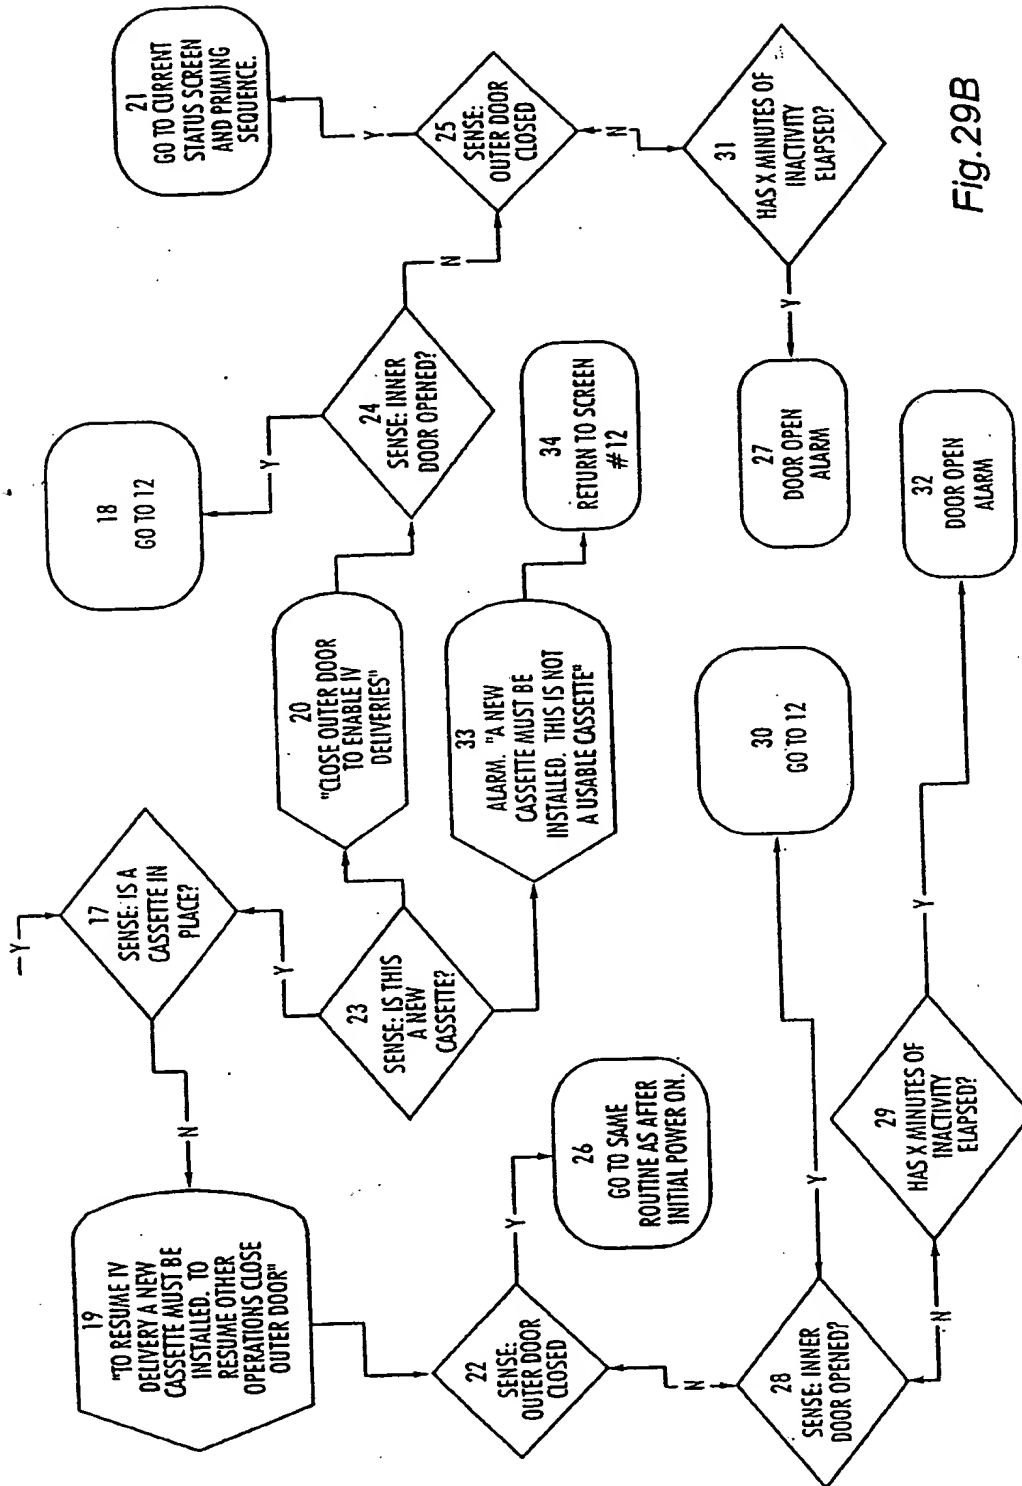 Y
17
SENSE: IS A
CASSETTE IN
PLACE?
N
19
"TO RESUME IV
DELIVERY A NEW
CASSETTE MUST BE
INSTALLED. TO
RESUME OTHER
OPERATIONS CLOSE
OUTER DOOR"
Y
23
SENSE: IS THIS
A NEW
CASSETTE?
20
"CLOSE OUTER DOOR
TO ENABLE IV
DELIVERIES"
18
GO TO 12
Y
24
SENSE: INNER
DOOR OPENED?
N
21
GO TO CURRENT
STATUS SCREEN
AND PRIMING
SEQUENCE.
Y
25
SENSE:
OUTER DOOR
CLOSED
N
31
HAS X MINUTES OF
INACTIVITY
ELAPSED?
Y
27
DOOR OPEN
ALARM
33
ALARM. "A NEW
CASSETTE MUST BE
INSTALLED. THIS IS NOT
A USABLE CASSETTE"
34
RETURN TO SCREEN
#12
22
SENSE:
OUTER DOOR
CLOSED
Y
26
GO TO SAME
ROUTINE AS AFTER
INITIAL POWER ON.
N
28
SENSE: INNER
DOOR OPENED?
Y
30
GO TO 12
N
29
HAS X MINUTES OF
INACTIVITY
ELAPSED?
Y
32
DOOR OPEN
ALARM
Fig.29B